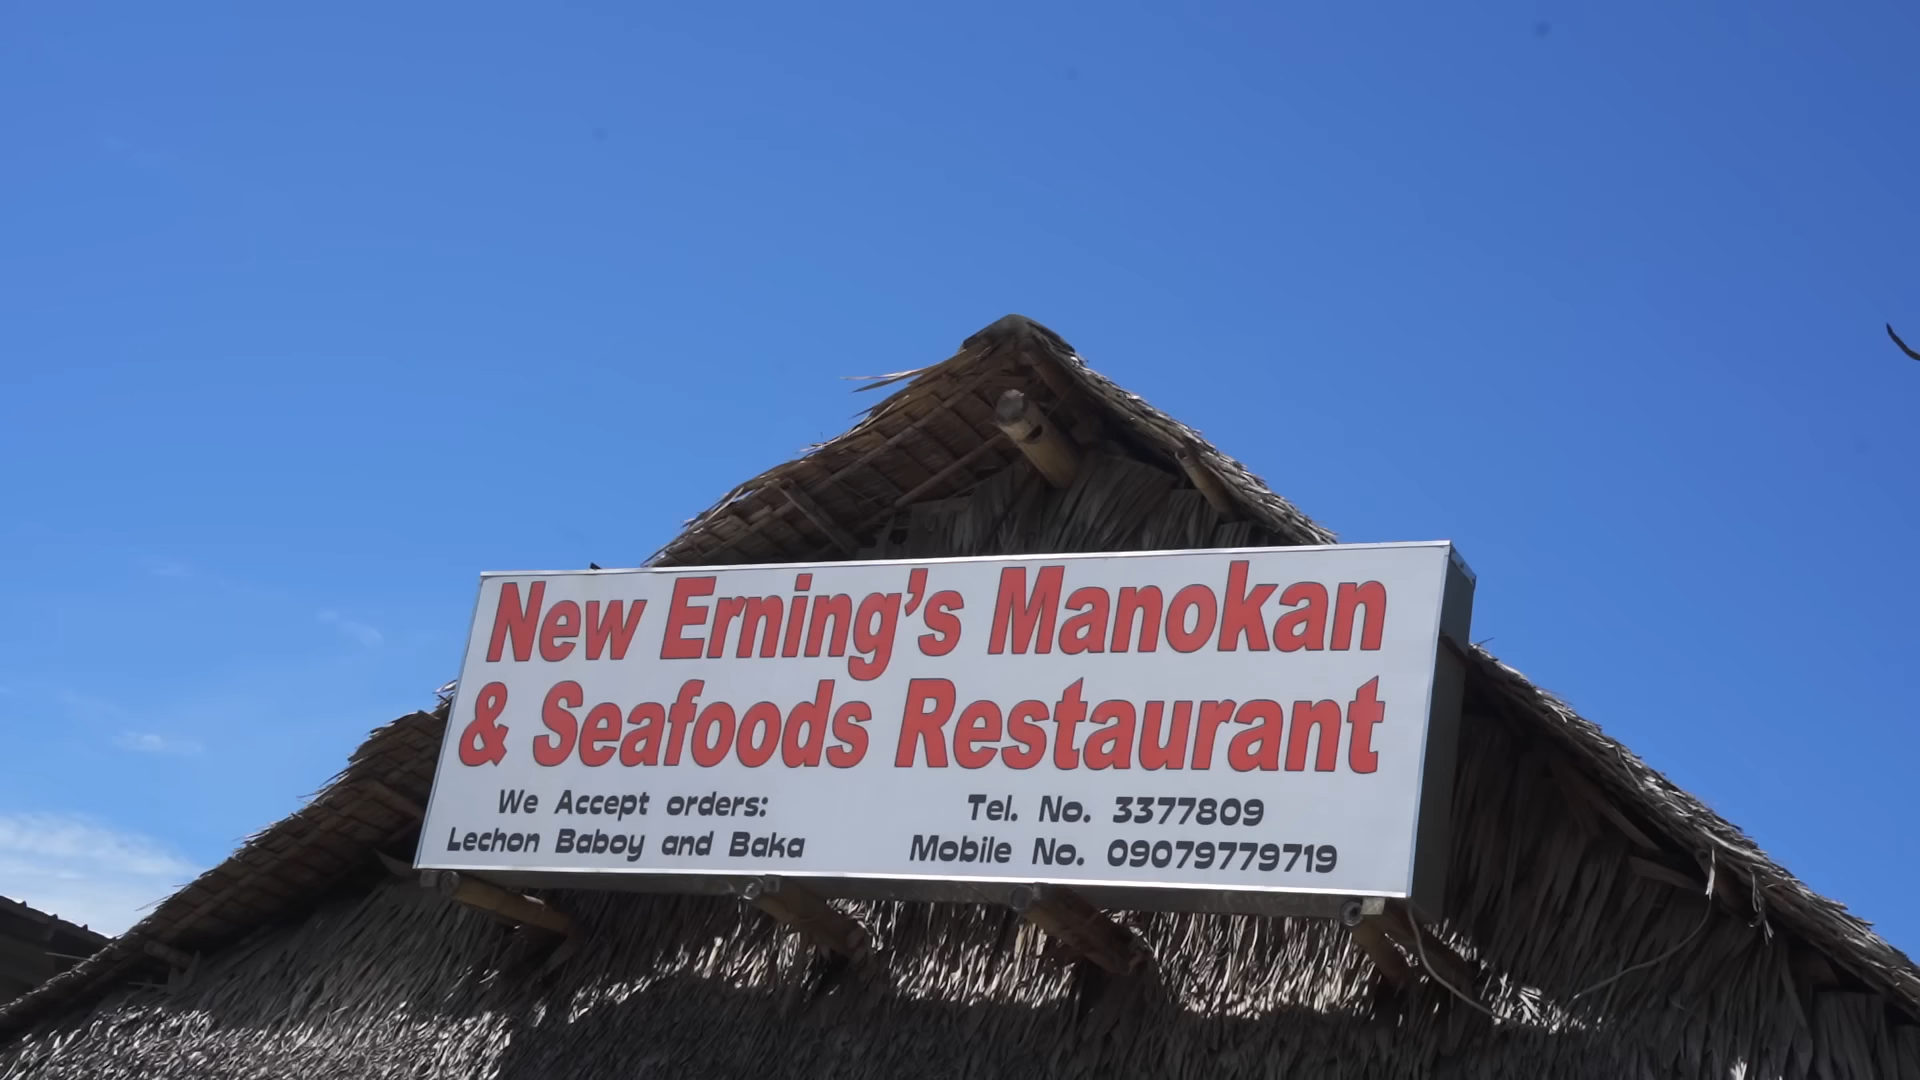 New Erning's Manokan
& Seafoods Restaurant
We Accept orders:
Lechon Baboy and Baka
Tel. No. 3377809
Mobile No. 09079779719